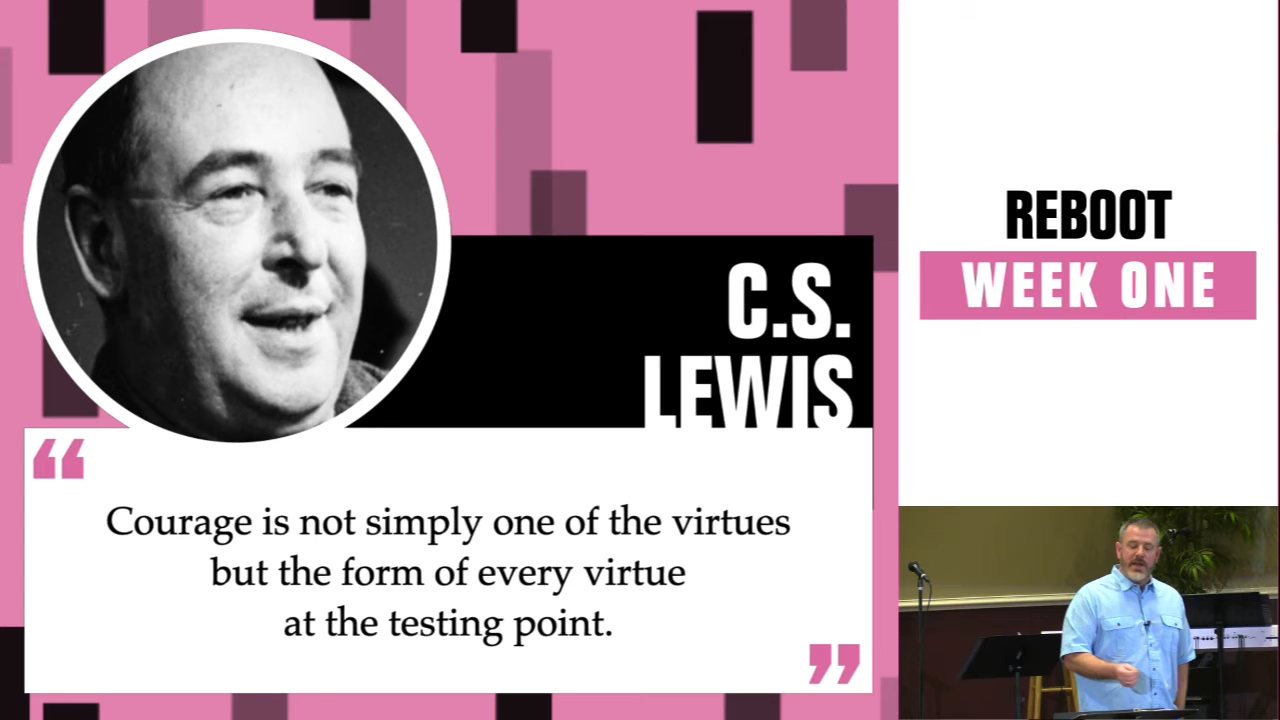 C.S.
LEWIS
“
Courage is not simply one of the virtues
but the form of every virtue
at the testing point.
”
REBOOT
WEEK ONE